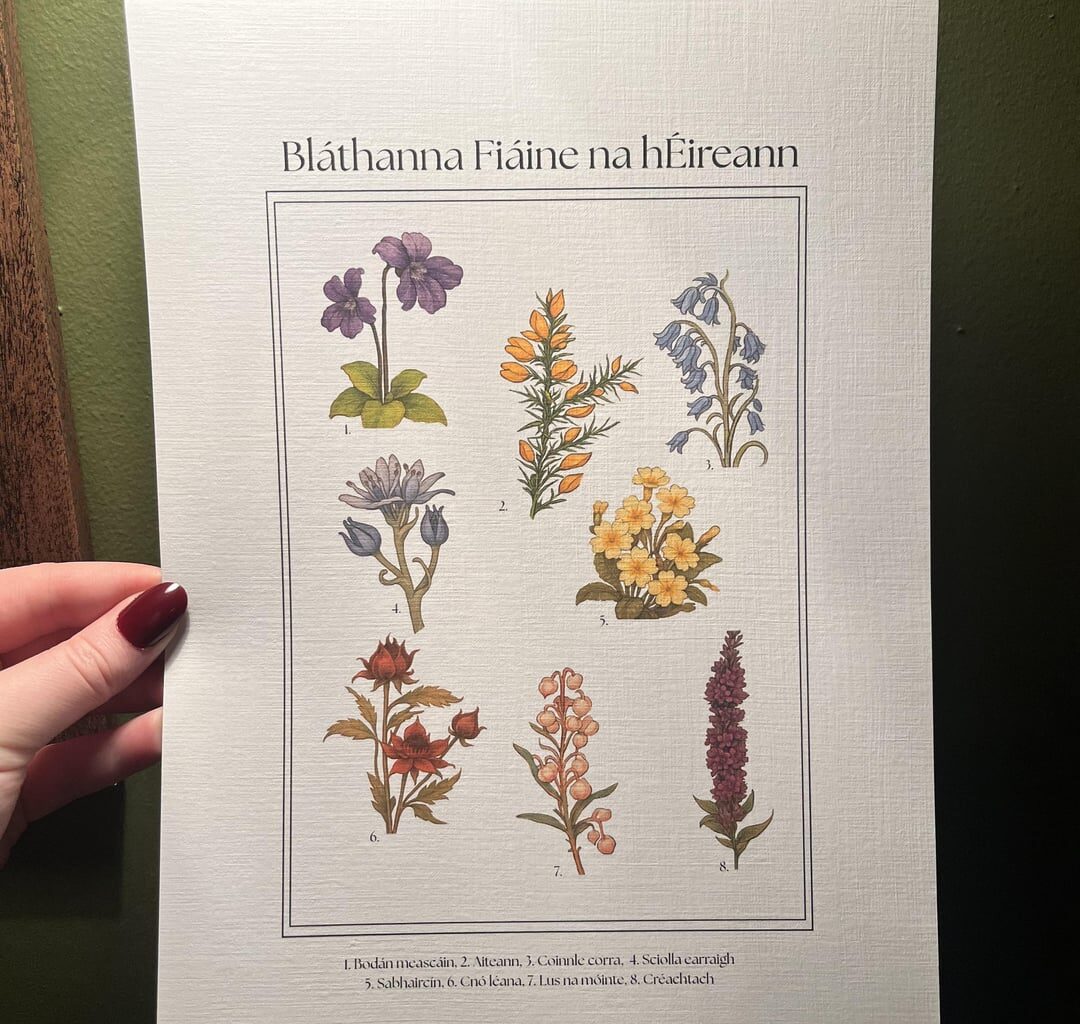 Bláthanna Fiáine na hÉireann
1.
2.
3.
4.
5.
6.
7.
8.
1. Bodán meascáin, 2. Aiteann, 3. Coinnle corra, 4. Sciolla earraigh
5. Sabhaircín, 6. Cnó léana, 7. Lus na móinte, 8. Créachtach